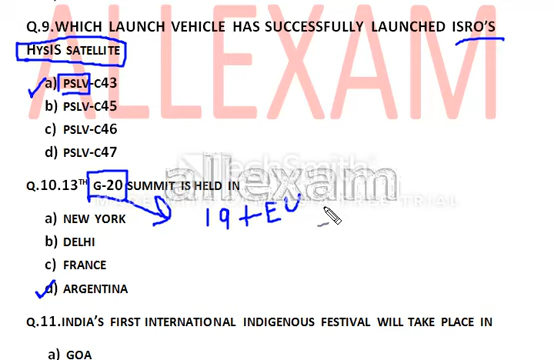 Q.9.WHICH LAUNCH VEHICLE HAS SUCCESSFULLY LAUNCHED ISRO'S
HYSIS SATELLITE
a) PSLV-C43
b) PSLV-C45
c) PSLV-C46
d) PSLV-C47
Q.10.13TH G-20 SUMMIT IS HELD IN
a) NEW YORK
19+EU
b) DELHI
c) FRANCE
d) ARGENTINA
Q.11.INDIA'S FIRST INTERNATIONAL INDIGENOUS FESTIVAL WILL TAKE PLACE IN
a) GOA
ALLEXAM
allexam